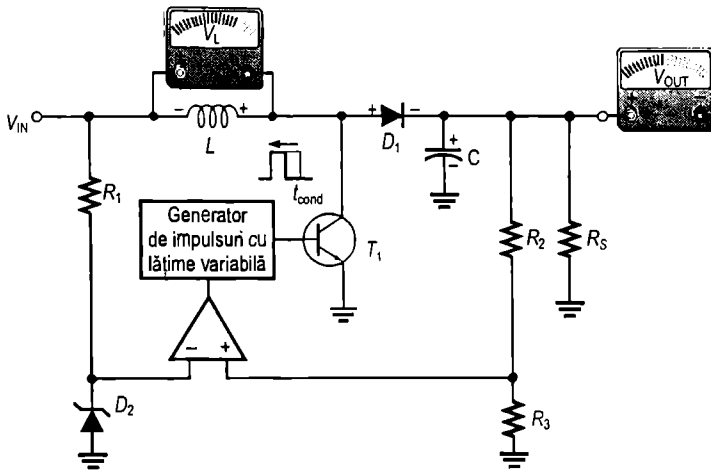 V_L
V_OUT
V_IN
L
D_1
C
t_cond
R_1
Generator
de impulsuri cu
lățime variabilă
T_1
R_2
R_S
D_2
R_3